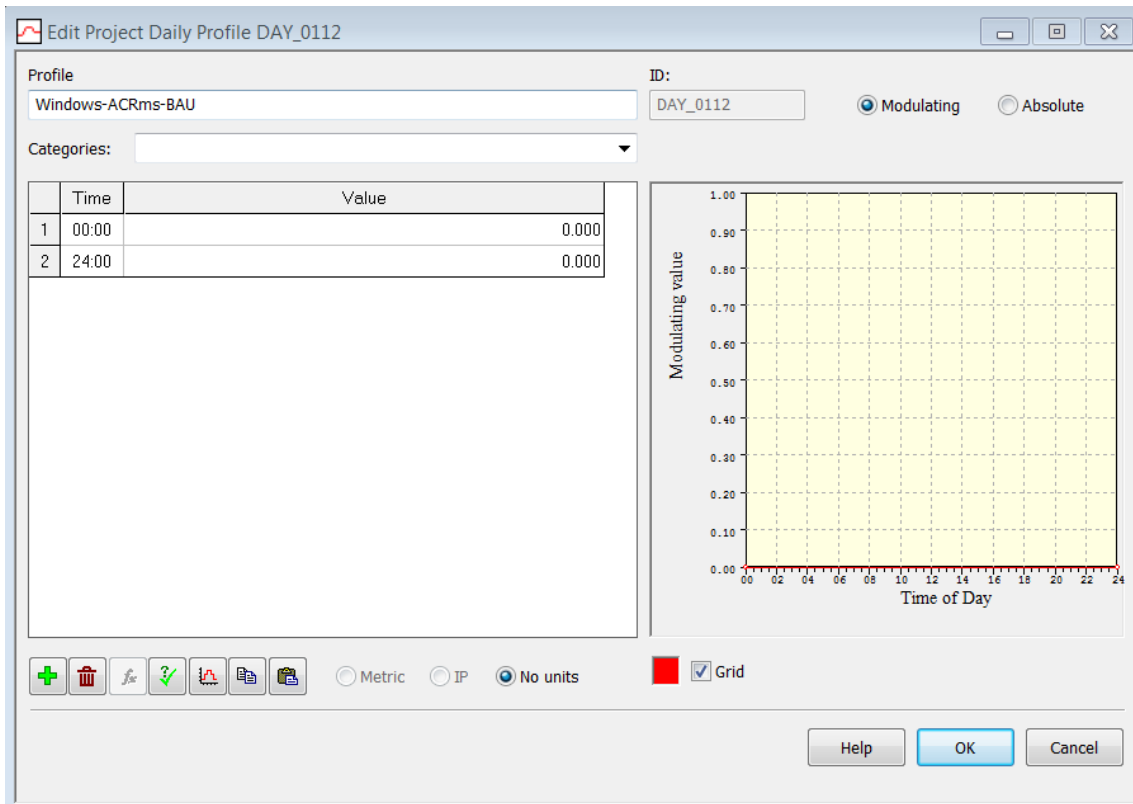 Edit Project Daily Profile DAY_0112
Profile
ID:
Windows-ACRms-BAU
DAY_0112
Modulating
Absolute
Categories:
Time Value
1 00:00 0.000
2 24:00 0.000
1.00
0.90
0.80
0.70
0.60
0.50
0.40
0.30
0.20
0.10
0.00
Modulating value
00 02 04 06 08 10 12 14 16 18 20 22 24
Time of Day
fx
Metric
IP
No units
Grid
Help
OK
Cancel